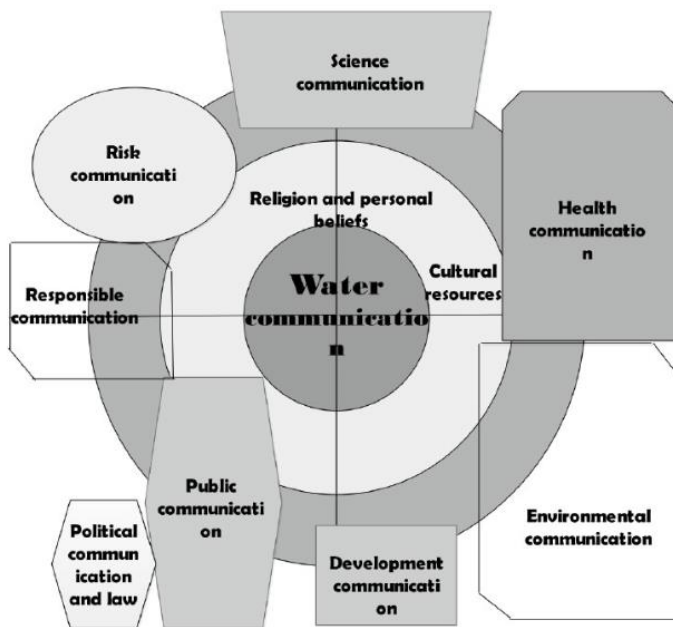 Science
communication
Risk
communicati
on
Religion and personal
beliefs
Health
communicatio
n
Cultural
resources
Water
communicatio
n
Responsible
communication
Public
communicati
on
Political
commun
ication
and law
Development
communicati
on
Environmental
communication